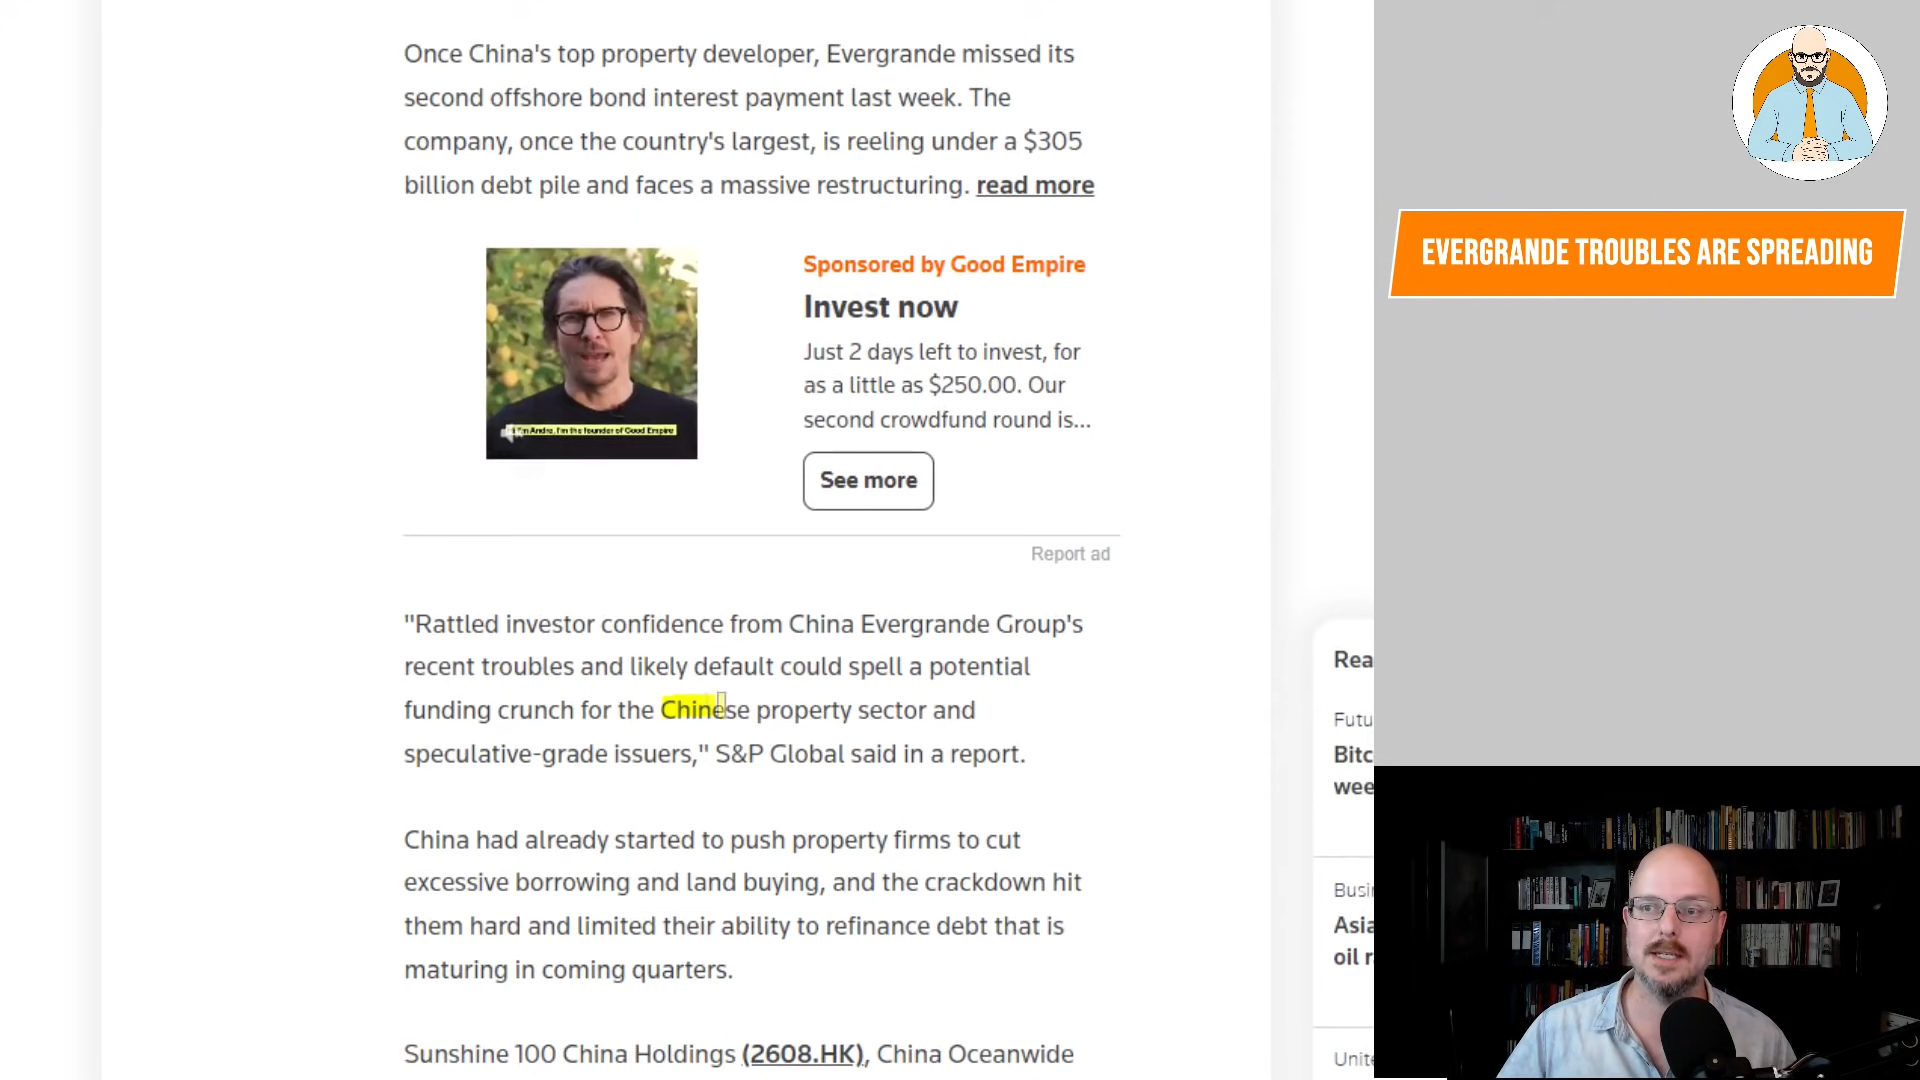 Once China's top property developer, Evergrande missed its
second offshore bond interest payment last week. The
company, once the country's largest, is reeling under a $305
billion debt pile and faces a massive restructuring. read more
I'm Andre, I'm the founder of Good Empire
Sponsored by Good Empire
Invest now
Just 2 days left to invest, for
as a little as $250.00. Our
second crowdfund round is...
See more
Report ad
"Rattled investor confidence from China Evergrande Group's
recent troubles and likely default could spell a potential
funding crunch for the Chinese property sector and
speculative-grade issuers," S&P Global said in a report.
China had already started to push property firms to cut
excessive borrowing and land buying, and the crackdown hit
them hard and limited their ability to refinance debt that is
maturing in coming quarters.
Sunshine 100 China Holdings (2608.HK), China Oceanwide
Rea
Futu
Bitc
wee
Busi
Asia
oil r
Unite
EVERGRANDE TROUBLES ARE SPREADING